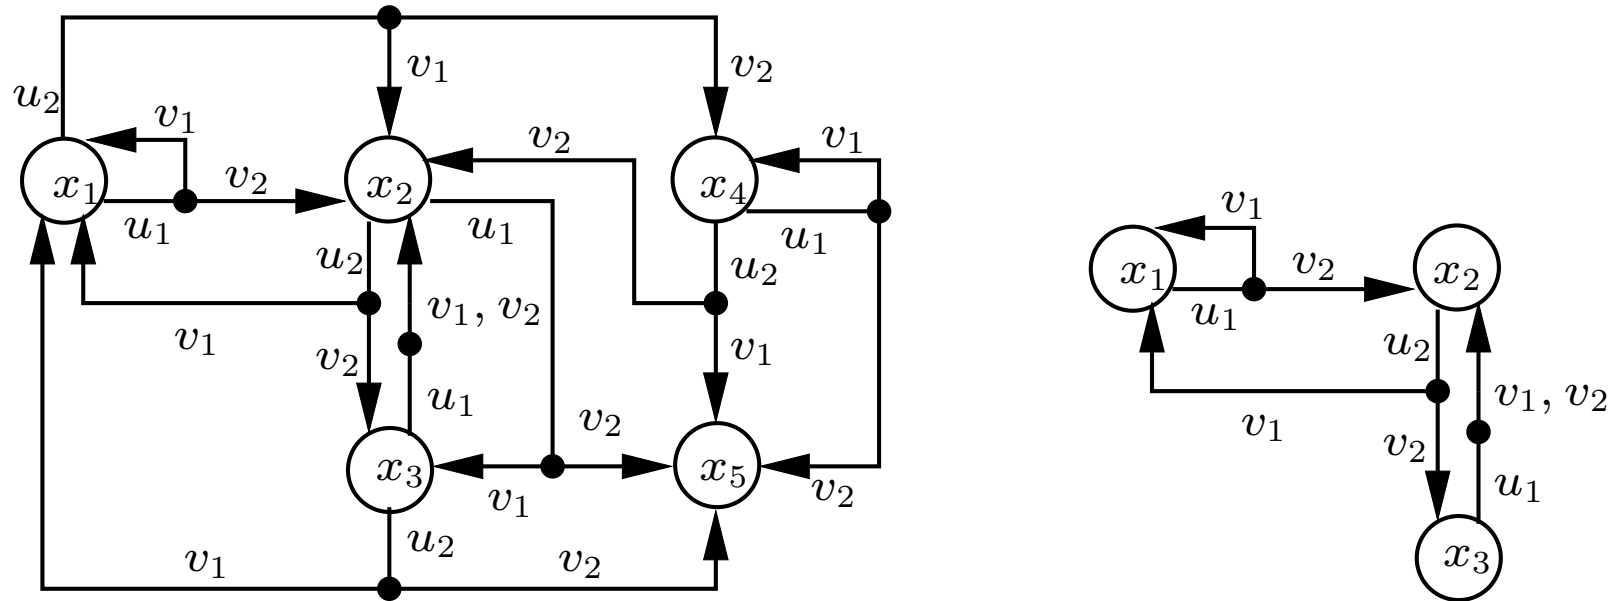 v₁ v₂
u₂ v₁ v₂ v₁
x₁ v₂ x₂ x₄
u₁ u₁ u₁
u₂ u₂
v₁ v₁, v₂ v₁
v₂
u₁ v₂
x₃ x₅
v₁ v₂
u₂
v₁ v₂
v₁
x₁ v₂ x₂
u₁ u₂
v₁ v₁, v₂
v₂
u₁
x₃